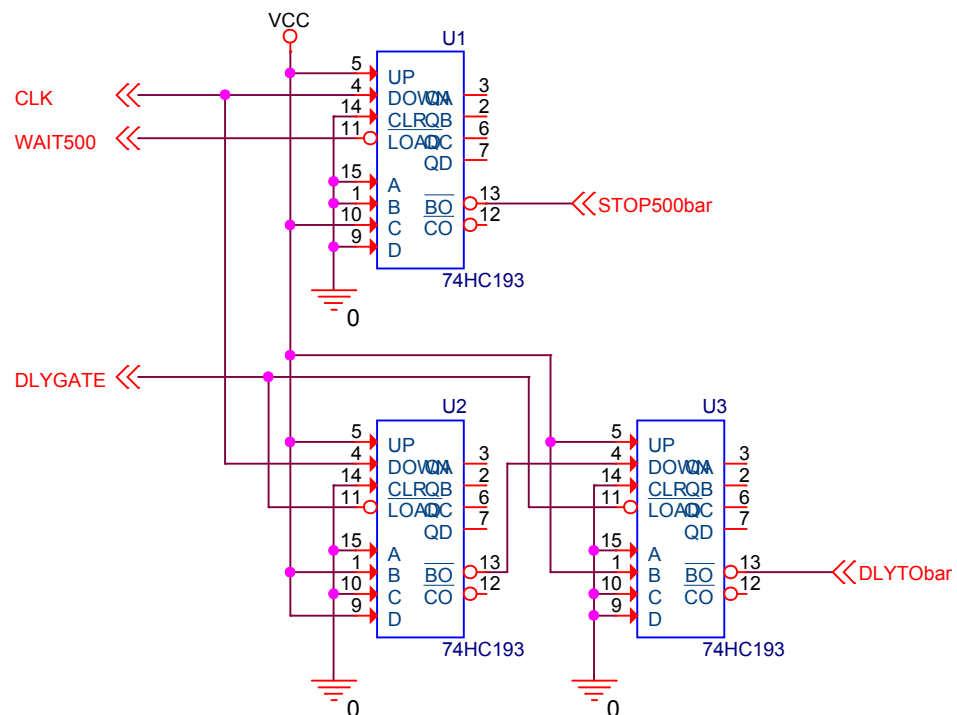 VCC
U1
5 UP 3
CLK 4 DOWN QA 2
14 CLR QB 6
WAIT500 11 LOAD QC 7
QD
15 A
1 B BO 13 STOP500bar
10 C CO 12
9 D
74HC193
0
DLYGATE
U2 U3
5 UP 3 5 UP 3
4 DOWN QA 2 4 DOWN QA 2
14 CLR QB 6 14 CLR QB 6
11 LOAD QC 7 11 LOAD QC 7
QD QD
15 A 15 A
1 B BO 13 1 B BO 13 DLYTObar
10 C CO 12 10 C CO 12
9 D 9 D
74HC193 74HC193
0 0